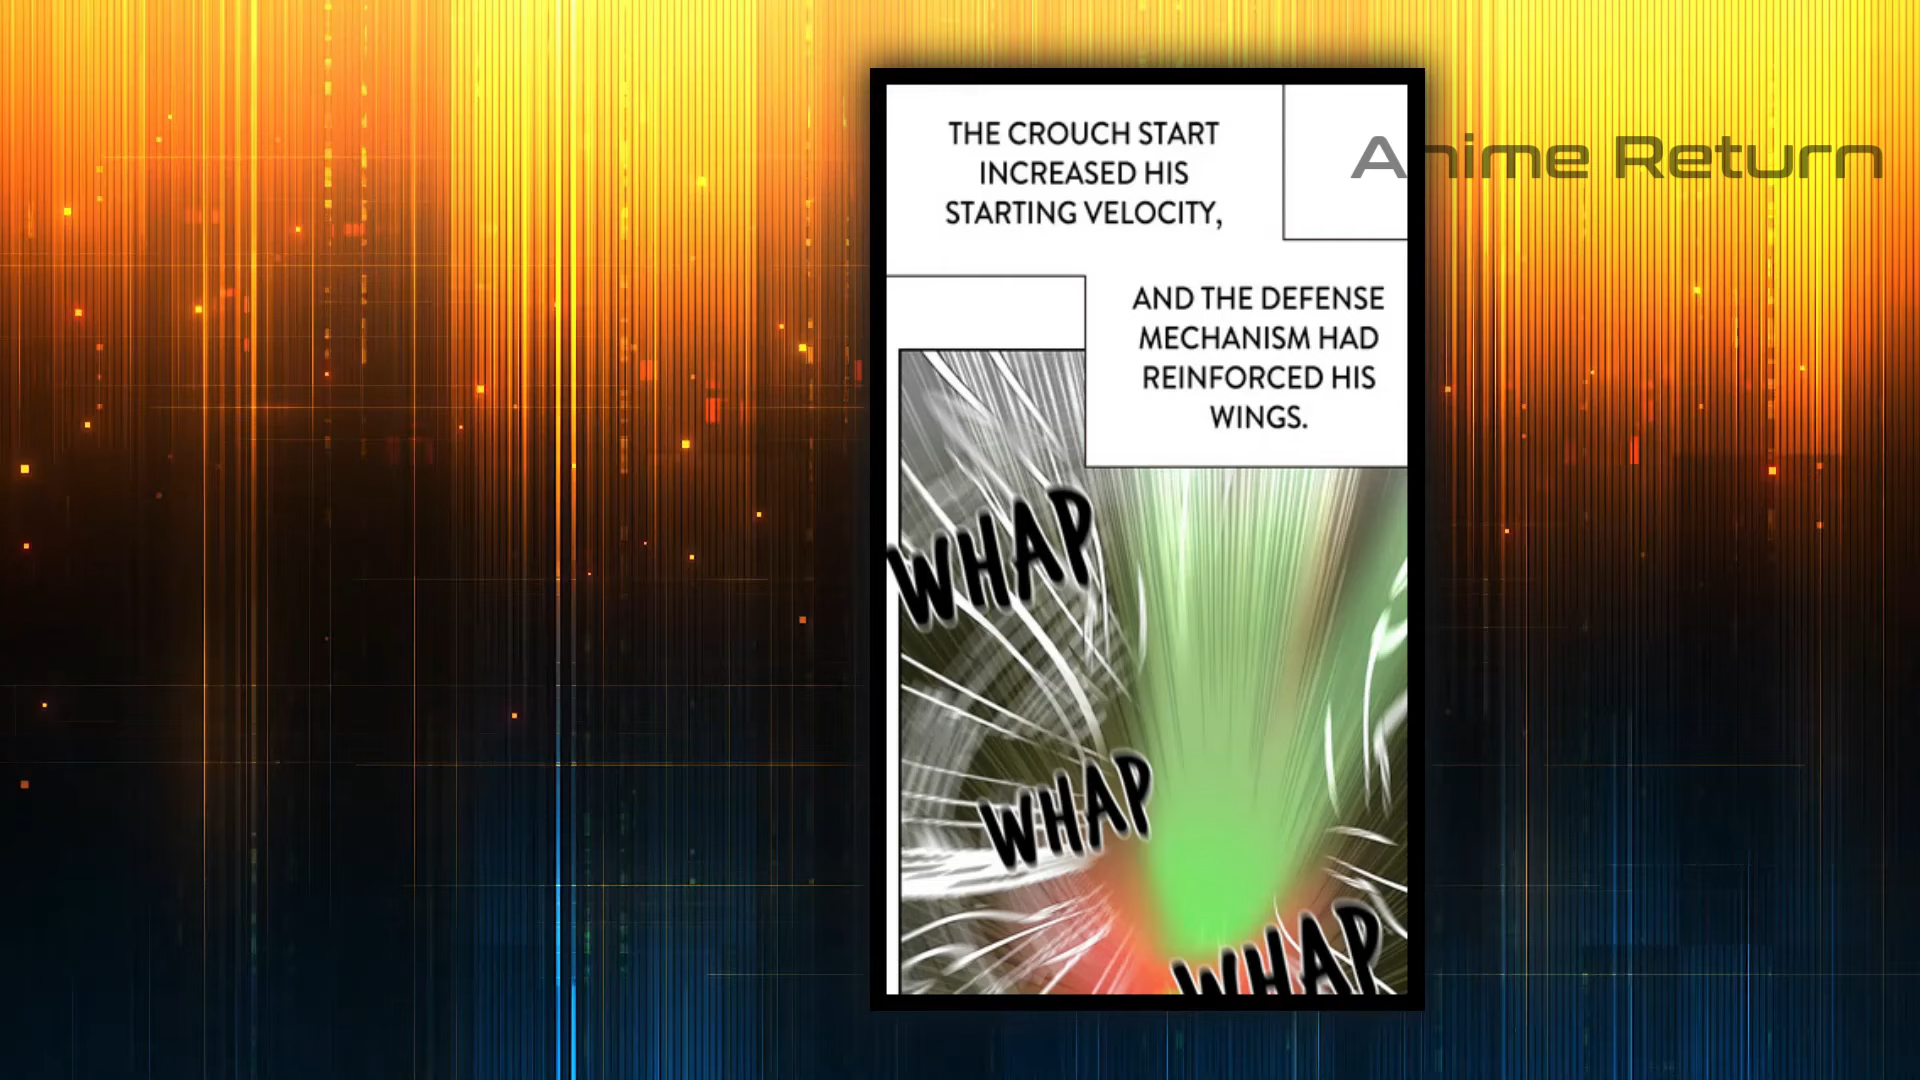 THE CROUCH START
INCREASED HIS
STARTING VELOCITY,
Anime Return
AND THE DEFENSE
MECHANISM HAD
REINFORCED HIS
WINGS.
WHAP
WHAP
WHAP